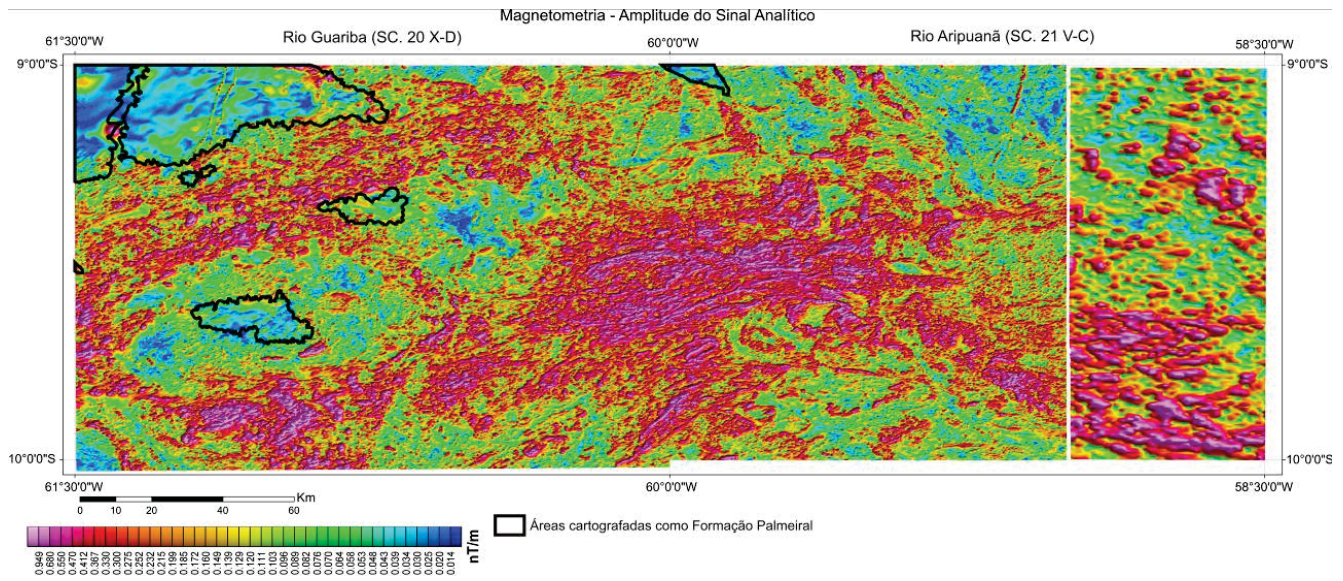 Magnetometria - Amplitude do Sinal Analítico
Rio Guariba (SC. 20 X-D)
Rio Aripuanã (SC. 21 V-C)
61°30'0"W
60°0'0"W
58°30'0"W
9°0'0"S
9°0'0"S
10°0'0"S
10°0'0"S
61°30'0"W
60°0'0"W
58°30'0"W
Km
0 10 20 40 60
Áreas cartografadas como Formação Palmeiral
nT/m
0.949 0.680 0.550 0.470 0.412 0.367 0.330 0.300 0.275 0.252 0.232 0.215 0.199 0.185 0.172 0.160 0.149 0.139 0.129 0.120 0.111 0.103 0.096 0.089 0.082 0.076 0.070 0.064 0.058 0.053 0.048 0.043 0.039 0.034 0.030 0.025 0.020 0.014